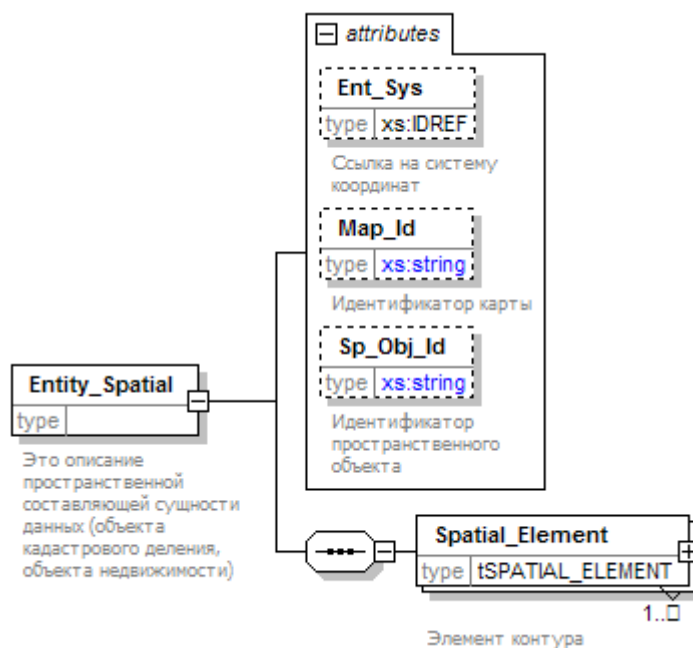 attributes
Ent_Sys
type xs:IDREF
Ссылка на систему
координат
Map_Id
type xs:string
Идентификатор карты
Sp_Obj_Id
type xs:string
Идентификатор
пространственного
объекта
Entity_Spatial
type
Это описание
пространственной
составляющей сущности
данных (объекта
кадастрового деления,
объекта недвижимости)
Spatial_Element
type tSPATIAL_ELEMENT
1..□
Элемент контура